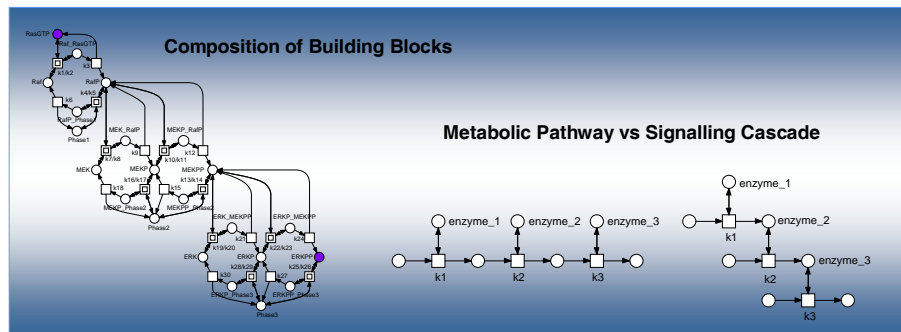 RasGTP
Raf_RasGTP
Composition of Building Blocks
k1/k2
k3
Raf
RafP
k6
k4/k5
RafP_Phase1
Phase1
MEK_RafP
MEKP_RafP
k7/k8
k9
k10/k11
k12
MEK
MEKP
MEKPP
k18
k16/k17
k15
k13/k14
MEKP_Phase2
MEKPP_Phase2
Phase2
ERK_MEKPP
ERKP_MEKPP
k19/k20
k21
k22/k23
k24
ERK
ERKP
ERKPP
k30
k28/k29
k27
k25/k26
ERKP_Phase3
ERKPP_Phase3
Phase3
Metabolic Pathway vs Signalling Cascade
enzyme_1
enzyme_2
enzyme_3
k1
k2
k3
enzyme_1
k1
enzyme_2
k2
enzyme_3
k3